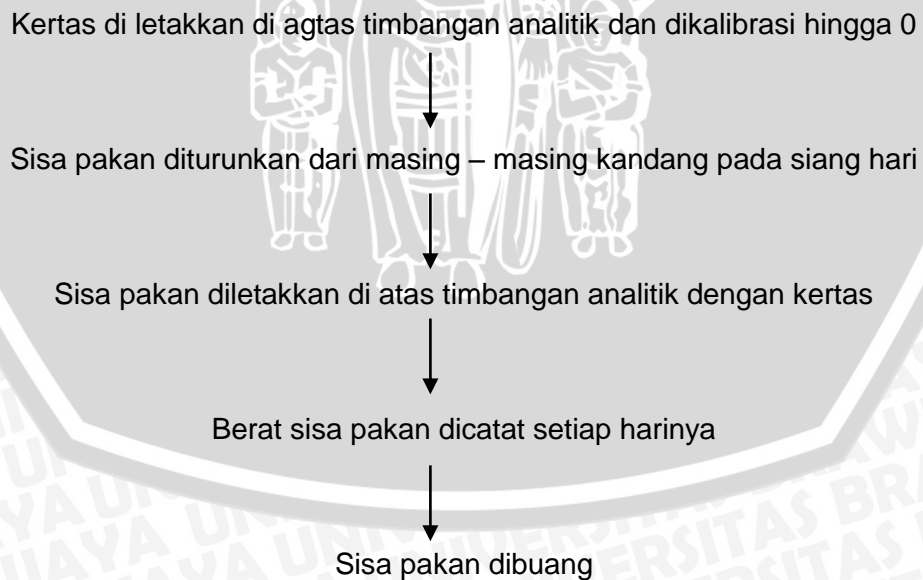 Kertas di letakkan di agtas timbangan analitik dan dikalibrasi hingga 0
Sisa pakan diturunkan dari masing – masing kandang pada siang hari
Sisa pakan diletakkan di atas timbangan analitik dengan kertas
Berat sisa pakan dicatat setiap harinya
Sisa pakan dibuang